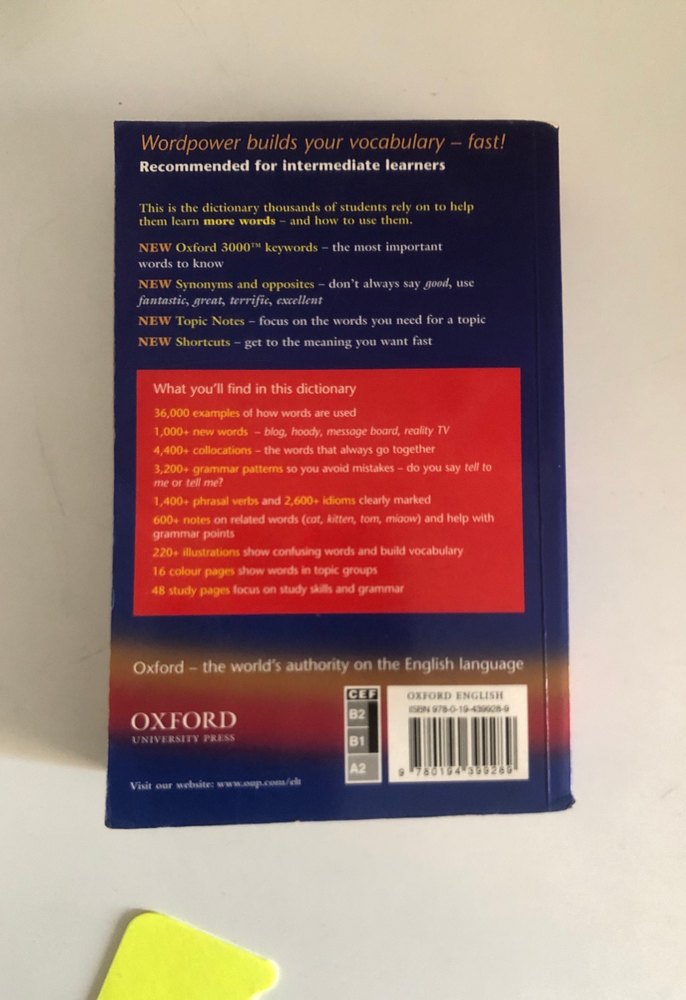 Wordpower builds your vocabulary – fast!
Recommended for intermediate learners
This is the dictionary thousands of students rely on to help
them learn more words – and how to use them.
NEW Oxford 3000™ keywords – the most important
words to know
NEW Synonyms and opposites – don't always say good, use
fantastic, great, terrific, excellent
NEW Topic Notes – focus on the words you need for a topic
NEW Shortcuts – get to the meaning you want fast
What you'll find in this dictionary
36,000 examples of how words are used
1,000+ new words – blog, hoody, message board, reality TV
4,400+ collocations – the words that always go together
3,200+ grammar patterns so you avoid mistakes – do you say tell to
me or tell me?
1,400+ phrasal verbs and 2,600+ idioms clearly marked
600+ notes on related words (cat, kitten, tom, miaow) and help with
grammar points
220+ illustrations show confusing words and build vocabulary
16 colour pages show words in topic groups
48 study pages focus on study skills and grammar
Oxford – the world's authority on the English language
OXFORD
UNIVERSITY PRESS
Visit our website: www.oup.com/elt
CEF
B2
B1
A2
OXFORD ENGLISH
ISBN 978-0-19-439928-9
9 780194 399289